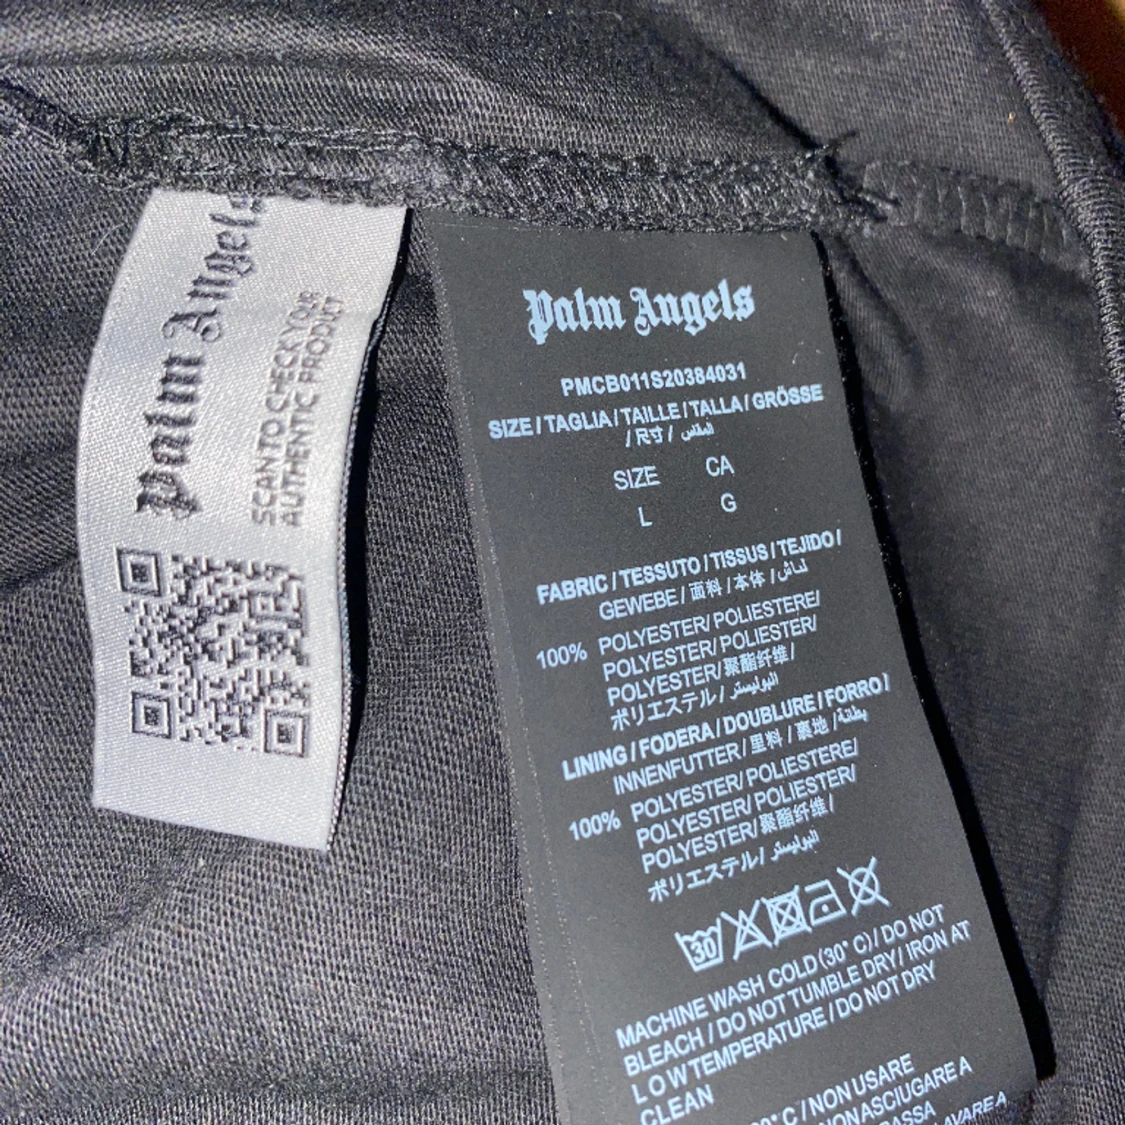 Palm Angels
SCAN TO CHECK YOUR
AUTHENTIC PRODUCT
Palm Angels
PMCB011S20384031
SIZE / TAGLIA / TAILLE / TALLA / GRÖSSE
/ 尺寸 / المقاس
SIZE CA
L G
FABRIC / TESSUTO / TISSUS / TEJIDO /
GEWEBE / 面料 / 本体 / قماش
100% POLYESTER/ POLIESTERE/
POLYESTER/ POLIESTER/
POLYESTER/ 聚酯纤维 /
ポリエステル / البوليستر
LINING / FODERA / DOUBLURE / FORRO /
INNENFUTTER / 里料 / 裏地 / بطانة
100% POLYESTER/ POLIESTERE/
POLYESTER/ POLIESTER/
POLYESTER/ 聚酯纤维 /
ポリエステル / البوليستر
30
MACHINE WASH COLD (30° C) / DO NOT
BLEACH / DO NOT TUMBLE DRY / IRON AT
LOW TEMPERATURE / DO NOT DRY
CLEAN
C / NON USARE
NON ASCIUGARE A